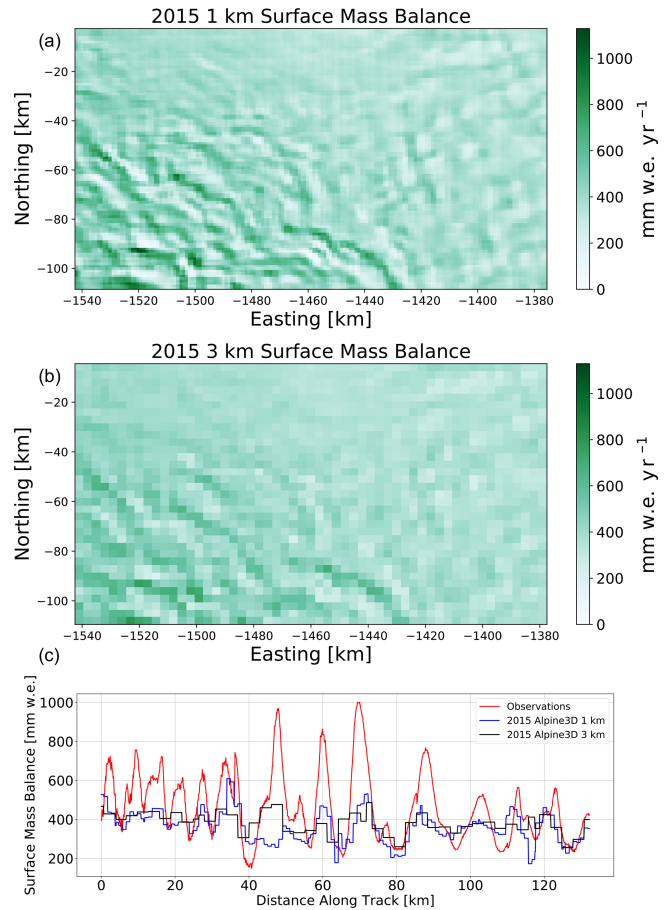 2015 1 km Surface Mass Balance
(a)
Northing [km]
−20
−40
−60
−80
−100
−1540 −1520 −1500 −1480 −1460 −1440 −1420 −1400 −1380
Easting [km]
1000
800
600
400
200
0
mm w.e. yr −1
2015 3 km Surface Mass Balance
(b)
Northing [km]
−20
−40
−60
−80
−100
−1540 −1520 −1500 −1480 −1460 −1440 −1420 −1400 −1380
Easting [km]
1000
800
600
400
200
0
mm w.e. yr −1
(c)
Surface Mass Balance [mm w.e.]
1000
800
600
400
200
Observations
2015 Alpine3D 1 km
2015 Alpine3D 3 km
0 20 40 60 80 100 120
Distance Along Track [km]